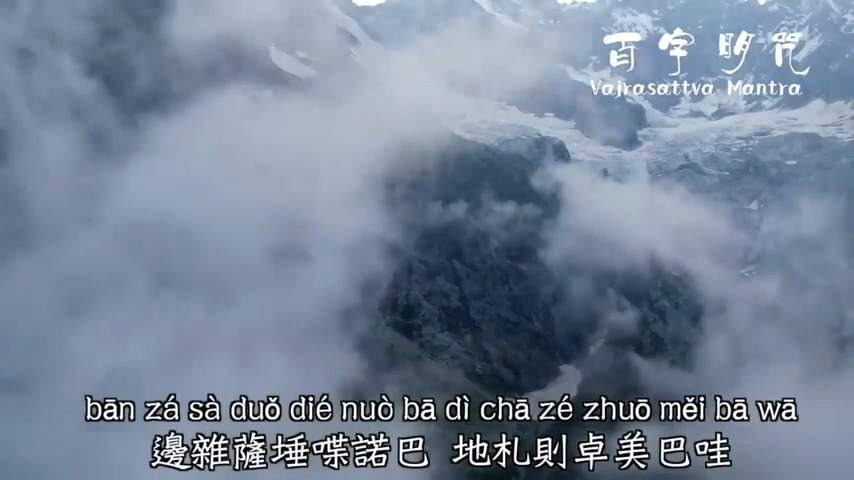 百字明咒
Vajrasattva Mantra
bān zá sà duǒ dié nuò bā dì chā zé zhuō měi bā wā
邊雜薩埵喋諾巴 地札則卓美巴哇